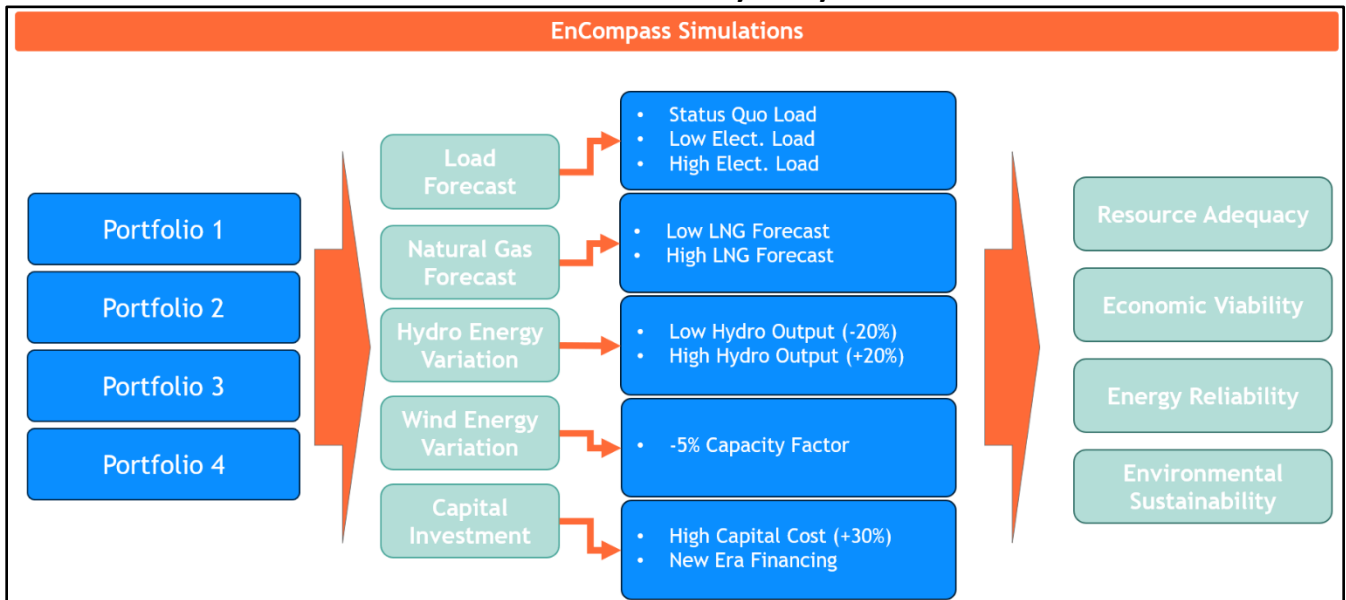 EnCompass Simulations
Portfolio 1
Portfolio 2
Portfolio 3
Portfolio 4
Load
Forecast
• Status Quo Load
• Low Elect. Load
• High Elect. Load
Natural Gas
Forecast
• Low LNG Forecast
• High LNG Forecast
Hydro Energy
Variation
• Low Hydro Output (-20%)
• High Hydro Output (+20%)
Wind Energy
Variation
• -5% Capacity Factor
Capital
Investment
• High Capital Cost (+30%)
• New Era Financing
Resource Adequacy
Economic Viability
Energy Reliability
Environmental
Sustainability